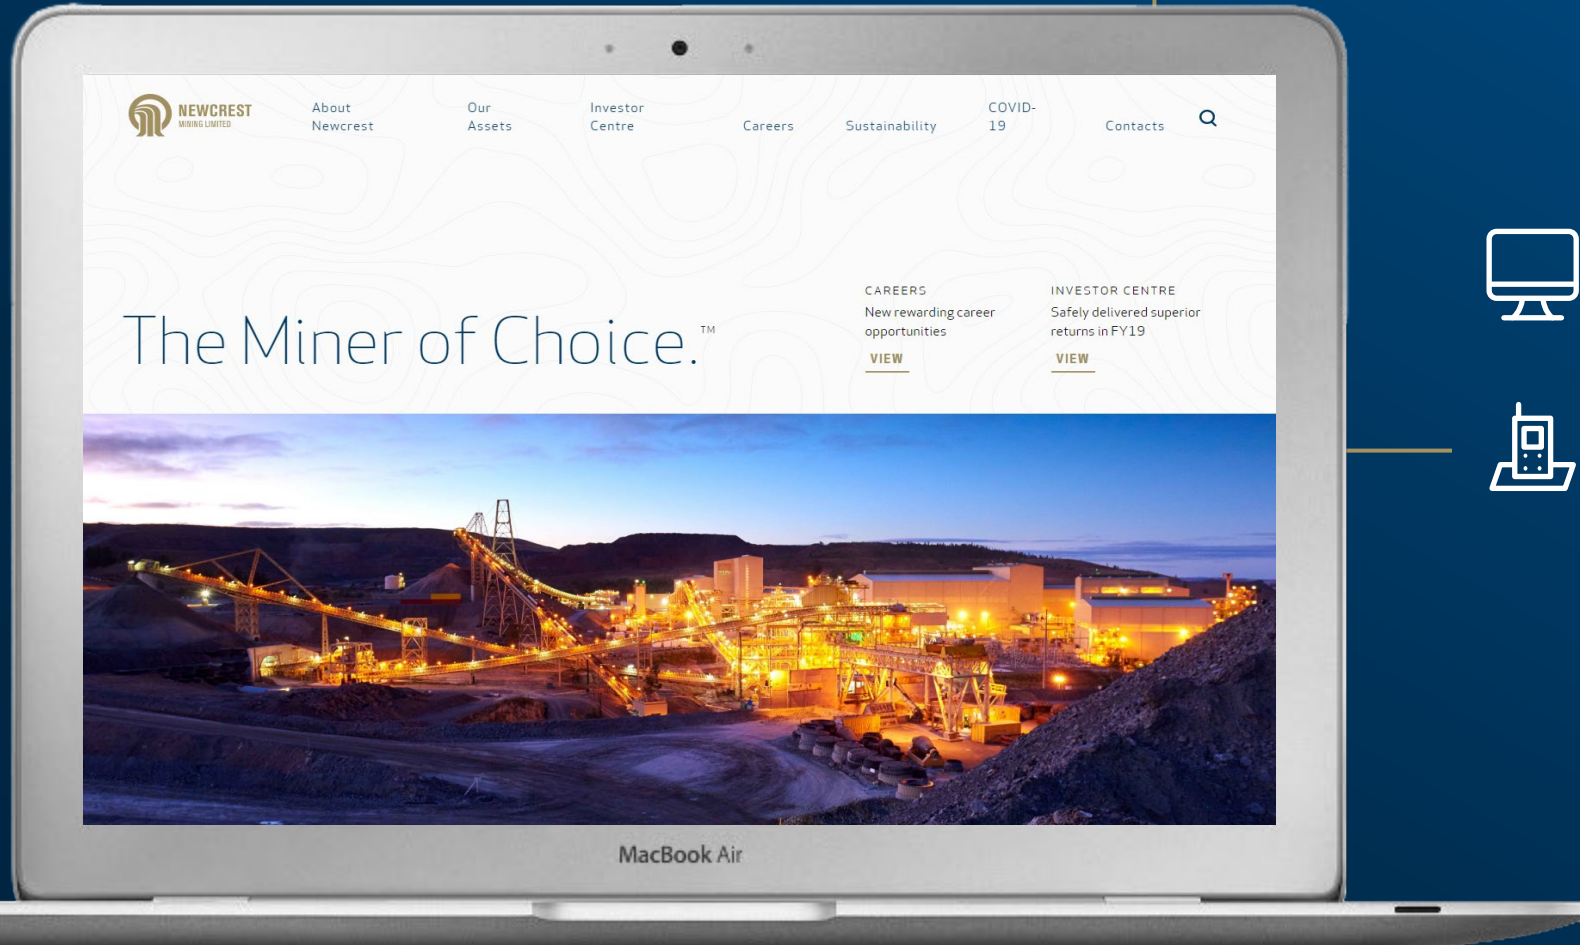 NEWCREST
MINING LIMITED
About
Newcrest
Our
Assets
Investor
Centre
Careers
Sustainability
COVID-
19
Contacts
The Miner of Choice.™
CAREERS
New rewarding career
opportunities
VIEW
INVESTOR CENTRE
Safely delivered superior
returns in FY19
VIEW
MacBook Air